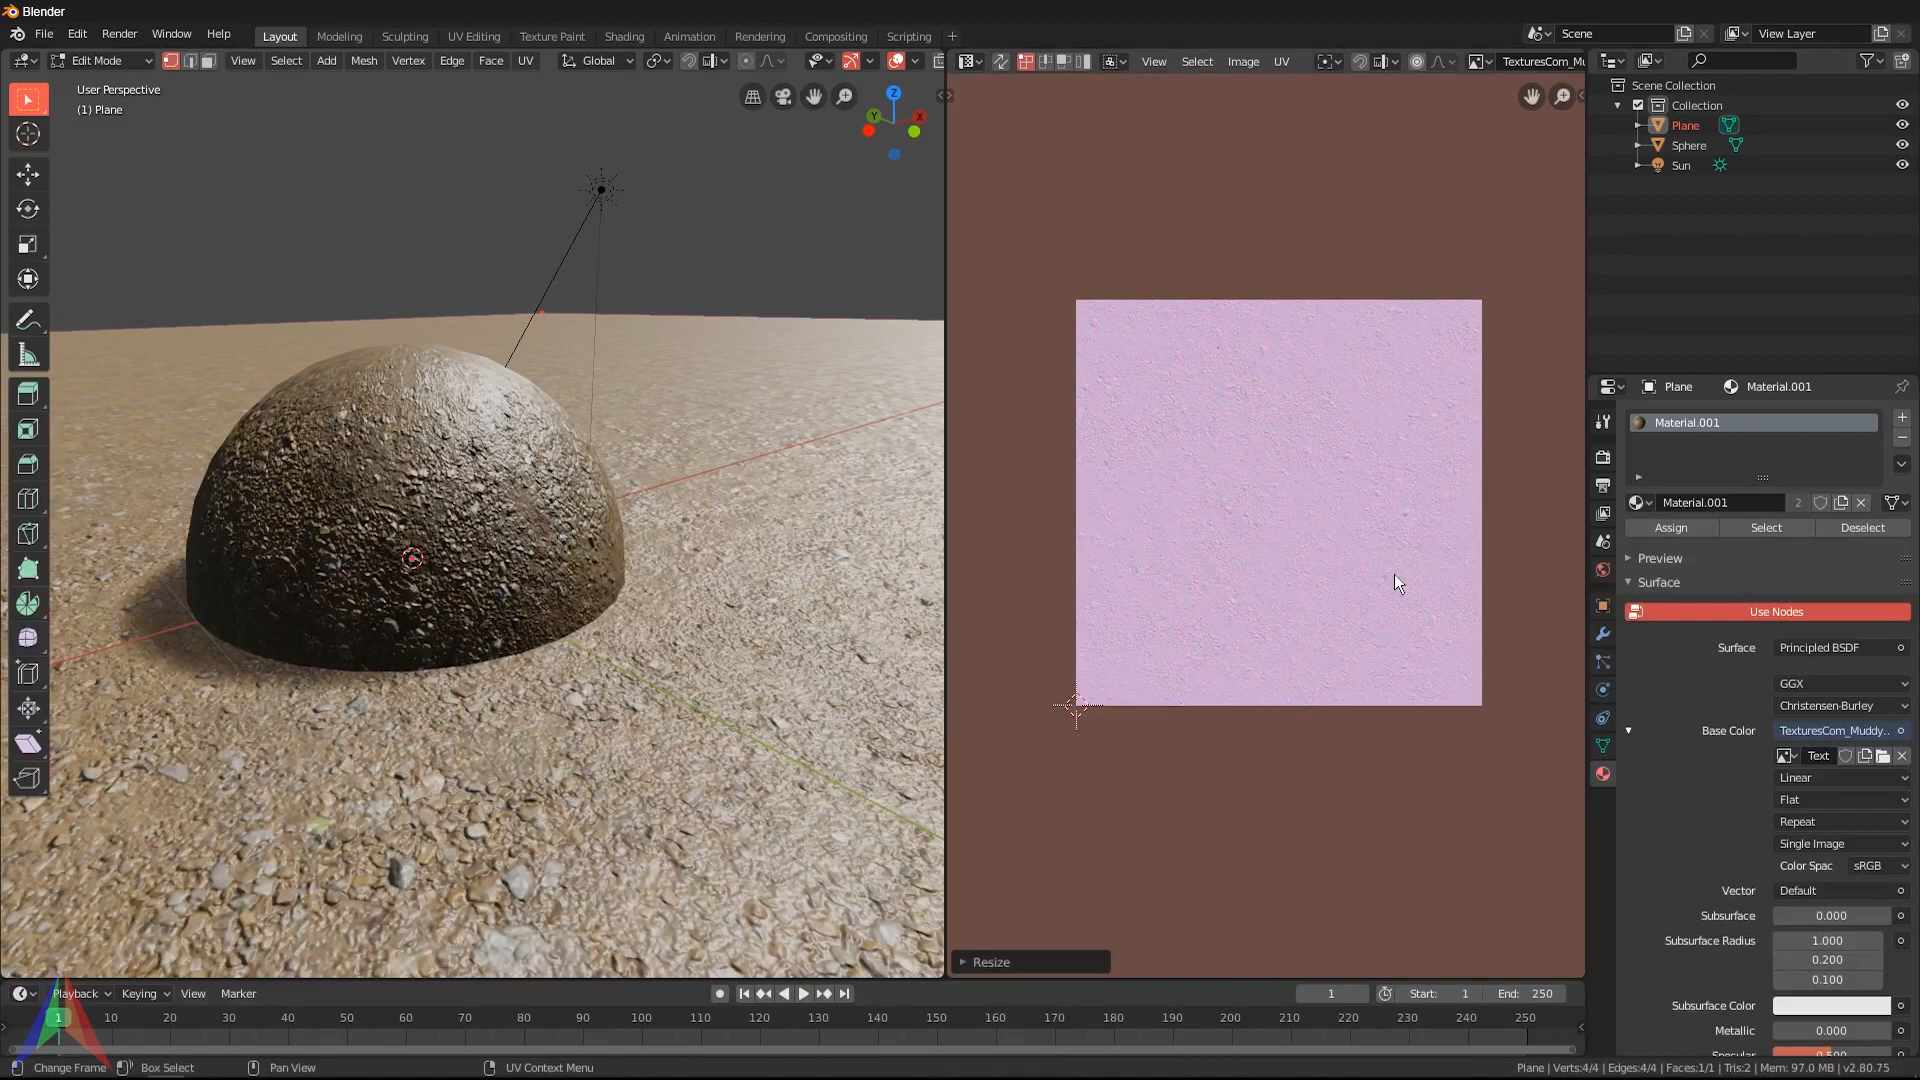 Blender
File Edit Render Window Help
Layout Modeling Sculpting UV Editing Texture Paint Shading Animation Rendering Compositing Scripting
Scene
View Layer
Edit Mode View Select Add Mesh Vertex Edge Face UV Global
View Select Image UV TexturesCom_Mu
User Perspective
(1) Plane
Z
Y
X
Scene Collection
Collection
Plane
Sphere
Sun
Plane Material.001
Material.001
Material.001 2
Assign Select Deselect
Preview
Surface
Use Nodes
Surface Principled BSDF
GGX
Christensen-Burley
Base Color TexturesCom_Muddy..
Text
Linear
Flat
Repeat
Single Image
Color Spac sRGB
Vector Default
Subsurface 0.000
Subsurface Radius 1.000
0.200
0.100
Subsurface Color
Metallic 0.000
Specular 0.500
Resize
Playback Keying View Marker
1 Start: 1 End: 250
1 10 20 30 40 50 60 70 80 90 100 110 120 130 140 150 160 170 180 190 200 210 220 230 240 250
Change Frame Box Select Pan View UV Context Menu
Plane | Verts:4/4 | Edges:4/4 | Faces:1/1 | Tris:2 | Mem: 97.0 MB | v2.80.75